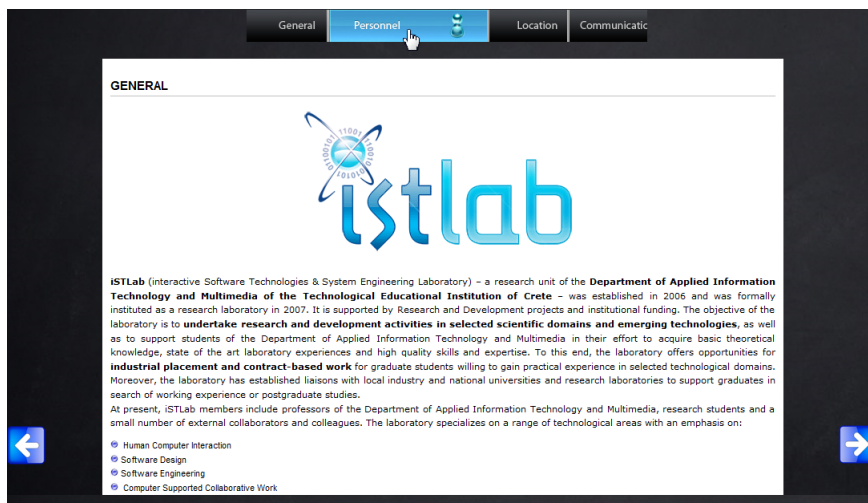 General Personnel Location Communicatic
GENERAL
11001 110010 0110010101 10101010
istlab
iSTLab (interactive Software Technologies & System Engineering Laboratory) – a research unit of the Department of Applied Information
Technology and Multimedia of the Technological Educational Institution of Crete – was established in 2006 and was formally
instituted as a research laboratory in 2007. It is supported by Research and Development projects and institutional funding. The objective of the
laboratory is to undertake research and development activities in selected scientific domains and emerging technologies, as well
as to support students of the Department of Applied Information Technology and Multimedia in their effort to acquire basic theoretical
knowledge, state of the art laboratory experiences and high quality skills and expertise. To this end, the laboratory offers opportunities for
industrial placement and contract-based work for graduate students willing to gain practical experience in selected technological domains.
Moreover, the laboratory has established liaisons with local industry and national universities and research laboratories to support graduates in
search of working experience or postgraduate studies.
At present, iSTLab members include professors of the Department of Applied Information Technology and Multimedia, research students and a
small number of external collaborators and colleagues. The laboratory specializes on a range of technological areas with an emphasis on:
Human Computer Interaction
Software Design
Software Engineering
Computer Supported Collaborative Work